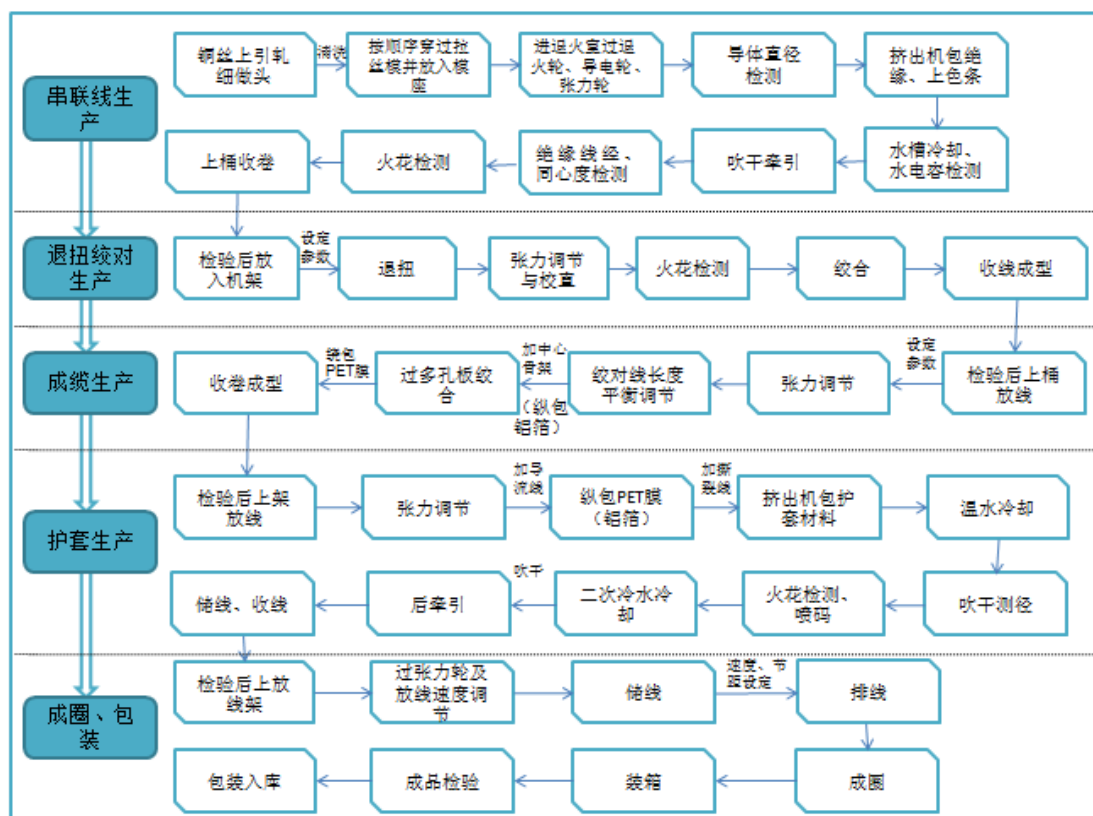 串联线生
产
铜丝上引轧
细做头
清洗
按顺序穿过拉
丝模并放入模
座
进退火室过退
火轮、导电轮、
张力轮
导体直径
检测
挤出机包绝
缘、上色条
上桶收卷
火花检测
绝缘线经、
同心度检测
吹干牵引
水槽冷却、
水电容检测
退扭绞对
生产
检验后放
入机架
设定
参数
退扭
张力调节
与校直
火花检测
绞合
收线成型
成缆生产
收卷成型
绕包
PET膜
过多孔板绞
合
加中心
骨架
（纵包
铝箔）
绞对线长度
平衡调节
张力调节
设定
参数
检验后上桶
放线
护套生产
检验后上架
放线
张力调节
加导
流线
纵包PET膜
（铝箔）
加撕
裂线
挤出机包护
套材料
温水冷却
储线、收线
后牵引
吹干
二次冷水冷
却
火花检测、
喷码
吹干测径
成圈、包
装
检验后上放
线架
过张力轮及
放线速度调
节
储线
速度、节
距设定
排线
包装入库
成品检验
装箱
成圈